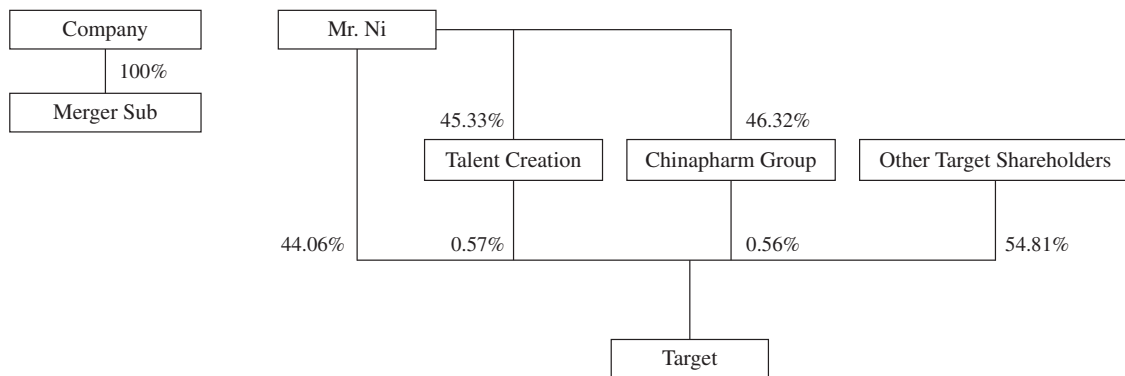 Company
Mr. Ni
100%
Merger Sub
45.33%
46.32%
Talent Creation
Chinapharm Group
Other Target Shareholders
44.06%
0.57%
0.56%
54.81%
Target